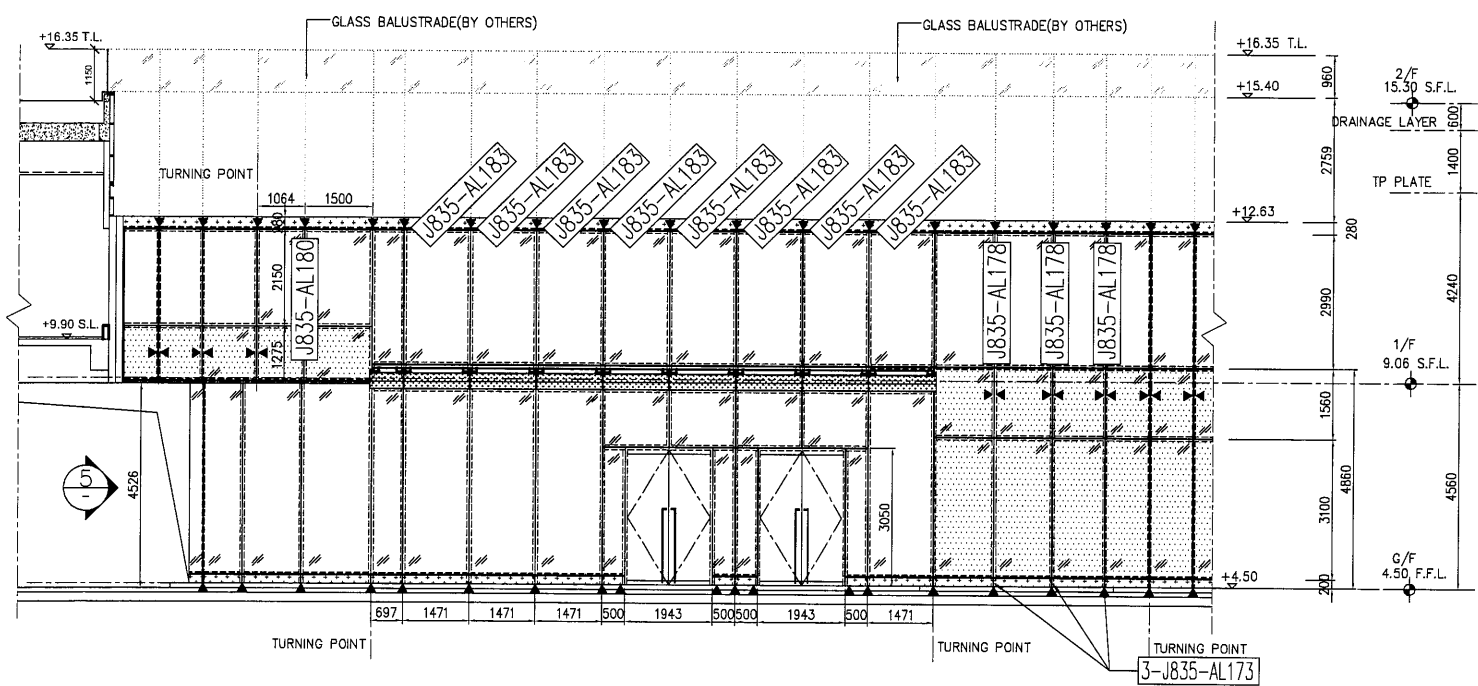 GLASS BALUSTRADE(BY OTHERS)
GLASS BALUSTRADE(BY OTHERS)
+16.35 T.L.
+16.35 T.L.
1150
960
2/F
15.30 S.F.L.
+15.40
DRAINAGE LAYER
600
2759
1400
TURNING POINT
TP PLATE
1064
1500
J835-AL183
J835-AL183
J835-AL183
J835-AL183
J835-AL183
J835-AL183
J835-AL183
J835-AL183
+12.63
280
280
J835-AL180
2150
1275
J835-AL178
J835-AL178
J835-AL178
2990
4240
+9.90 S.L.
1/F
9.06 S.F.L.
1560
4860
5
-
4526
3050
3100
4560
G/F
4.50 F.F.L.
+4.50
200
697
1471
1471
1471
500
1943
500
500
1943
500
1471
TURNING POINT
TURNING POINT
TURNING POINT
3-J835-AL173